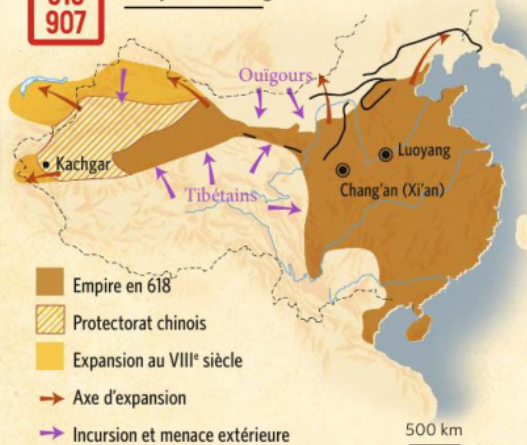 907
Ouïgours
Kachgar
Luoyang
Chang'an (Xi'an)
Tibétains
Empire en 618
Protectorat chinois
Expansion au VIIIe siècle
Axe d'expansion
Incursion et menace extérieure
500 km